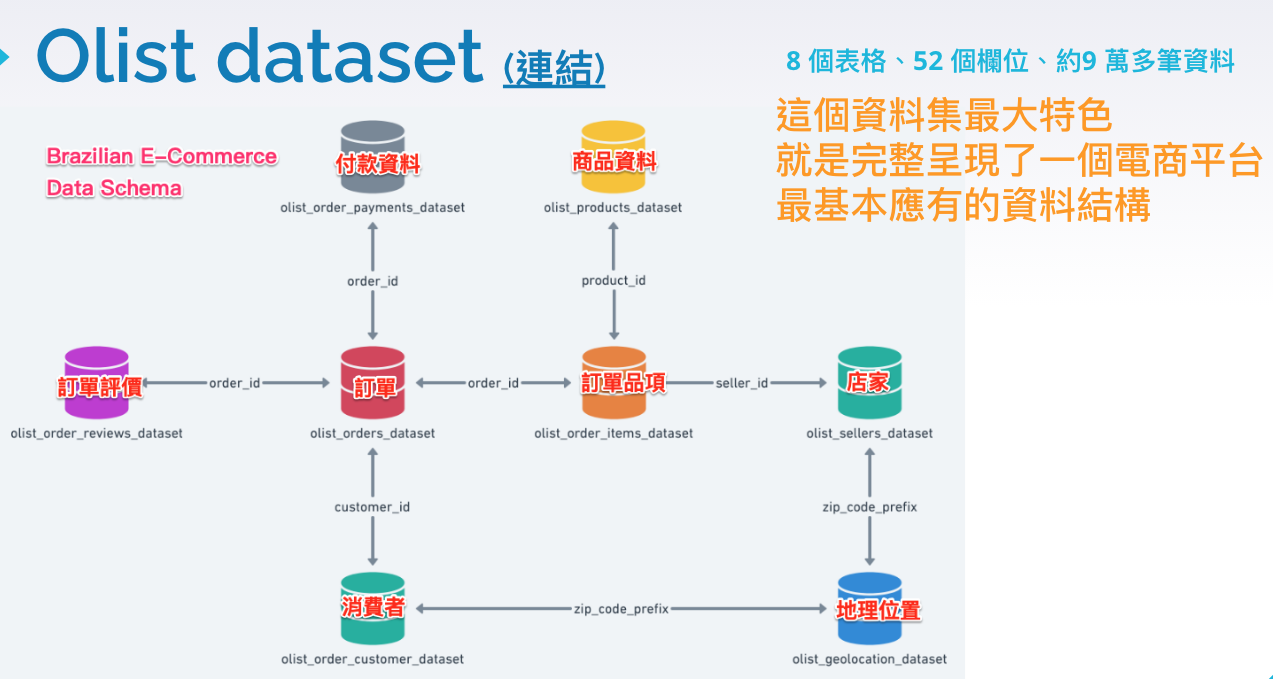 Olist dataset (連結)
8 個表格、52 個欄位、約9 萬多筆資料
這個資料集最大特色
就是完整呈現了一個電商平台
最基本應有的資料結構
Brazilian E-Commerce
Data Schema
付款資料
商品資料
olist_order_payments_dataset
olist_products_dataset
order_id
product_id
訂單評價
order_id
訂單
order_id
訂單品項
seller_id
店家
olist_order_reviews_dataset
olist_orders_dataset
olist_order_items_dataset
olist_sellers_dataset
customer_id
zip_code_prefix
消費者
zip_code_prefix
地理位置
olist_order_customer_dataset
olist_geolocation_dataset